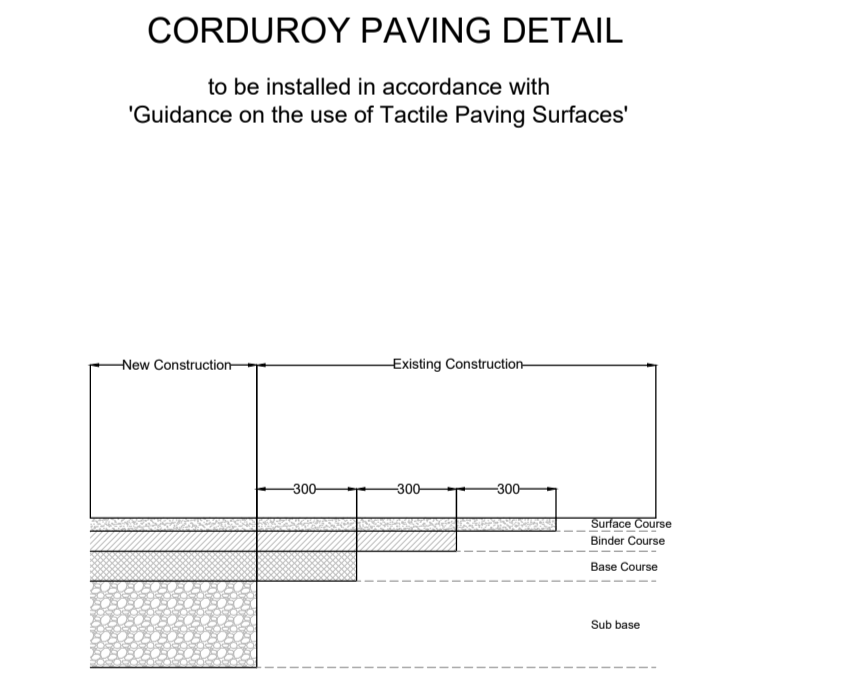 CORDUROY PAVING DETAIL
to be installed in accordance with
'Guidance on the use of Tactile Paving Surfaces'
New Construction
Existing Construction
300
300
300
Surface Course
Binder Course
Base Course
Sub base